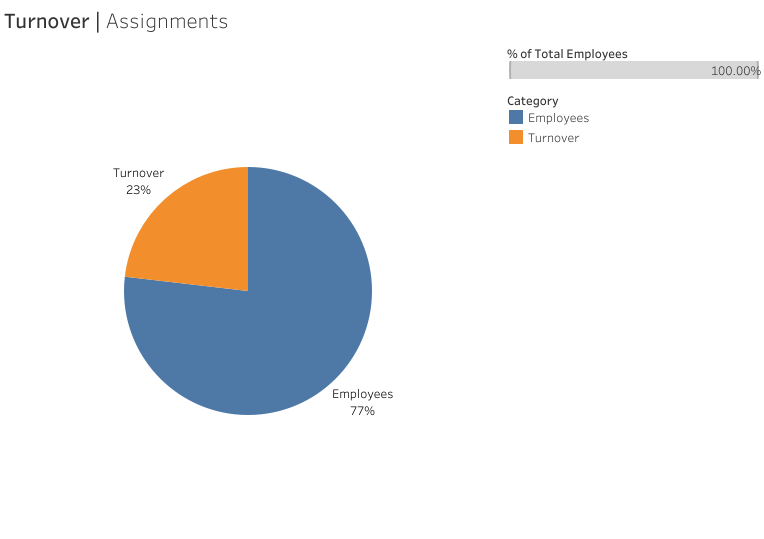 Turnover | Assignments
% of Total Employees
100.00%
Category
Employees
Turnover
Turnover
23%
Employees
77%